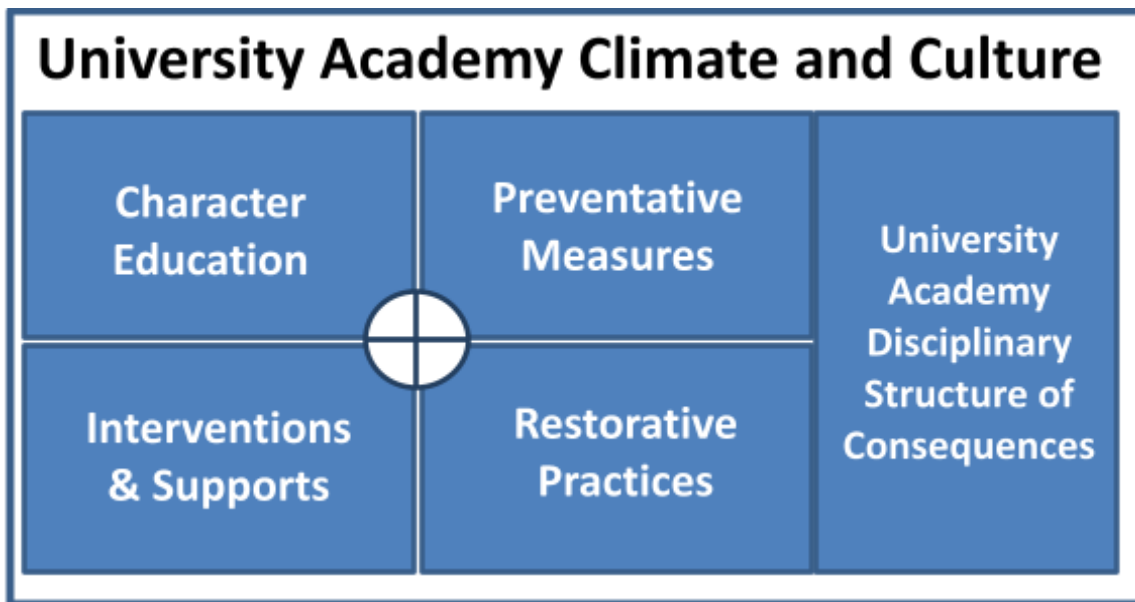 University Academy Climate and Culture
Character
Education
Preventative
Measures
University
Academy
Disciplinary
Structure of
Consequences
Interventions
& Supports
Restorative
Practices